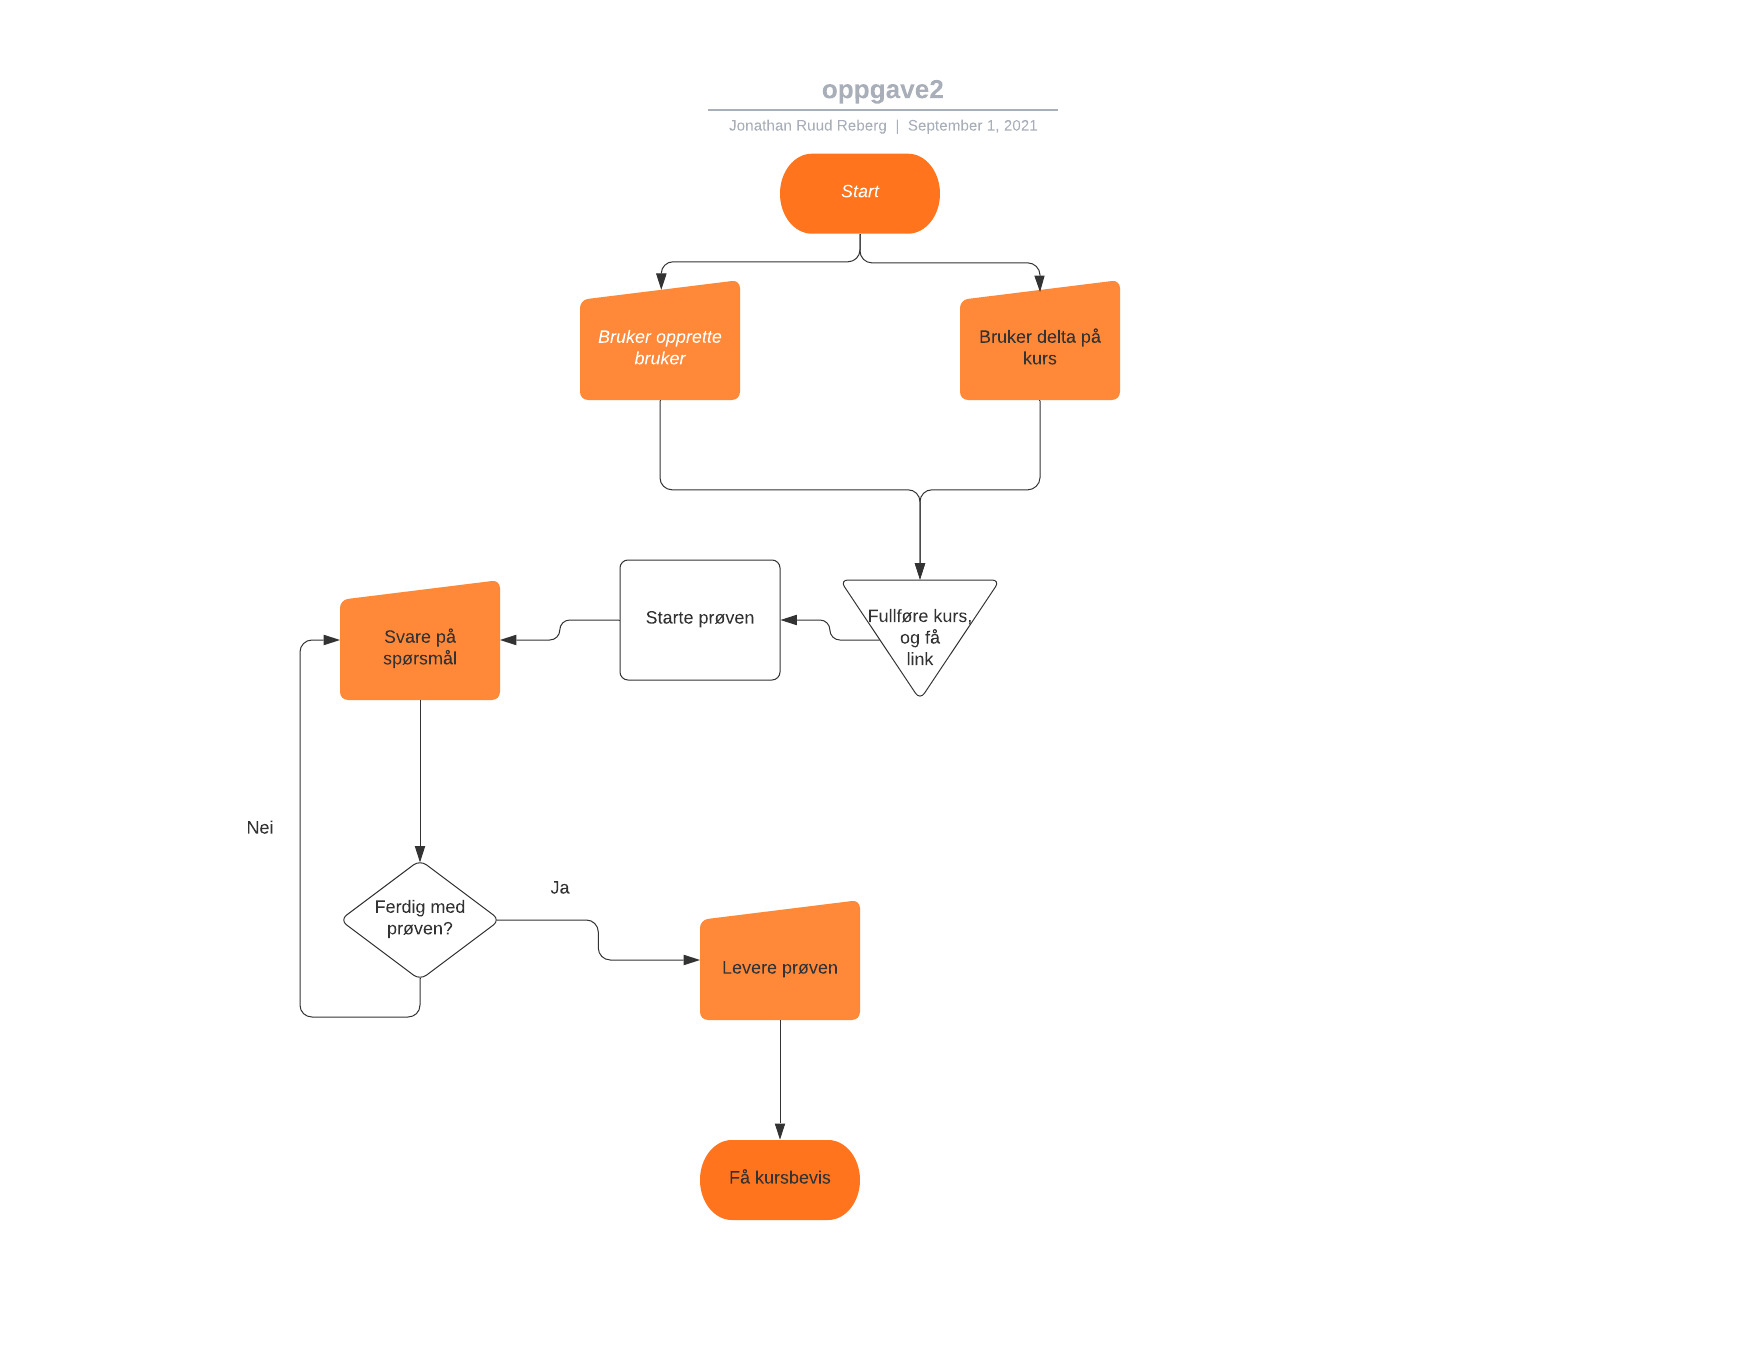 oppgave2
Jonathan Ruud Reberg | September 1, 2021
Start
Bruker opprette
bruker
Bruker delta på
kurs
Fullføre kurs,
og få
link
Starte prøven
Svare på
spørsmål
Nei
Ferdig med
prøven?
Ja
Levere prøven
Få kursbevis